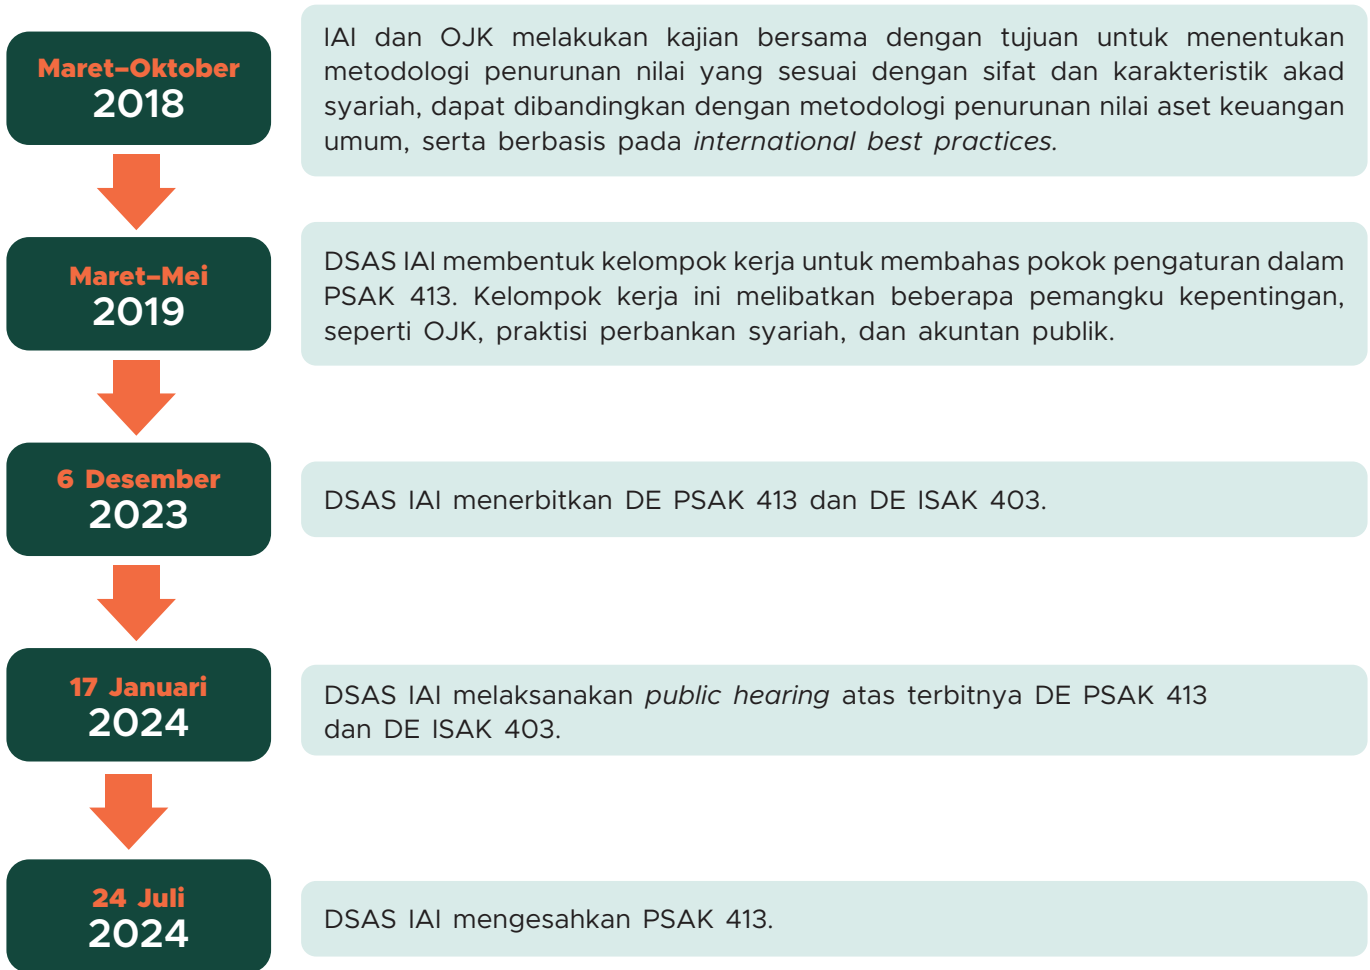 Maret–Oktober
2018
IAI dan OJK melakukan kajian bersama dengan tujuan untuk menentukan
metodologi penurunan nilai yang sesuai dengan sifat dan karakteristik akad
syariah, dapat dibandingkan dengan metodologi penurunan nilai aset keuangan
umum, serta berbasis pada international best practices.
Maret–Mei
2019
DSAS IAI membentuk kelompok kerja untuk membahas pokok pengaturan dalam
PSAK 413. Kelompok kerja ini melibatkan beberapa pemangku kepentingan,
seperti OJK, praktisi perbankan syariah, dan akuntan publik.
6 Desember
2023
DSAS IAI menerbitkan DE PSAK 413 dan DE ISAK 403.
17 Januari
2024
DSAS IAI melaksanakan public hearing atas terbitnya DE PSAK 413
dan DE ISAK 403.
24 Juli
2024
DSAS IAI mengesahkan PSAK 413.